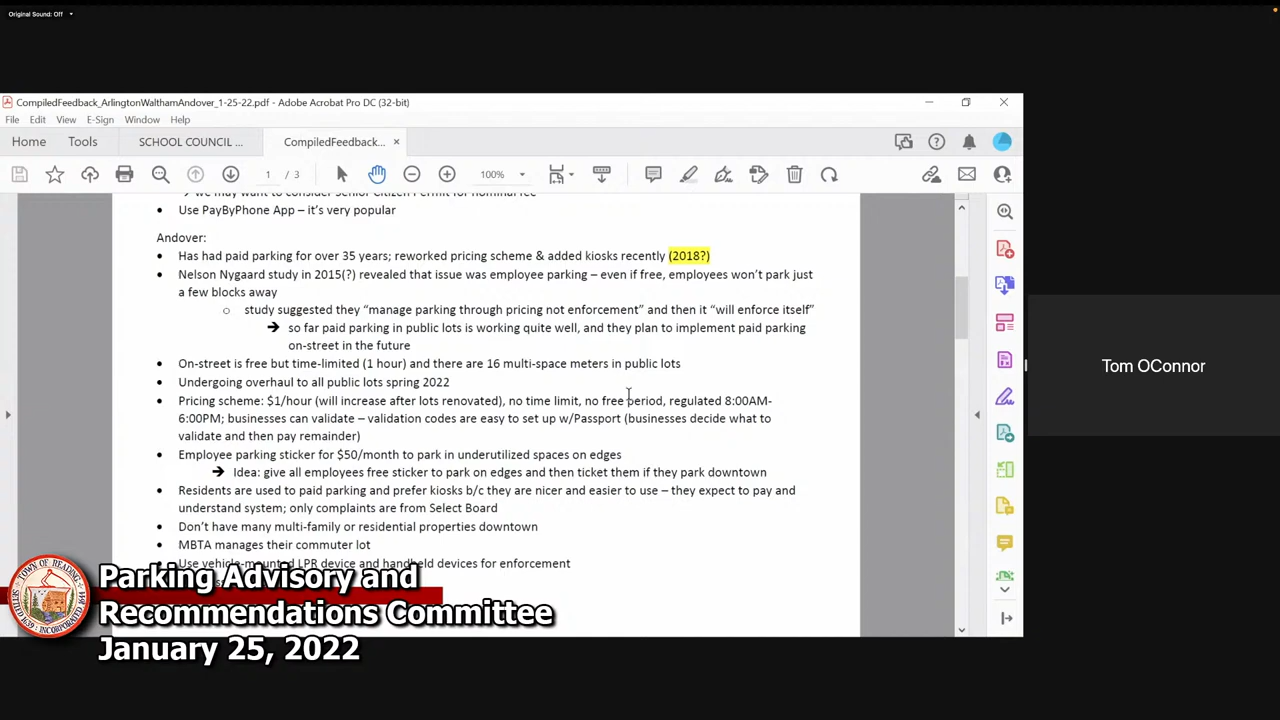 Original Sound: Off
CompiledFeedback_ArlingtonWalthamAndover_1-25-22.pdf - Adobe Acrobat Pro DC (32-bit)
File Edit View E-Sign Window Help
Home Tools SCHOOL COUNCIL ... CompiledFeedback... ×
1 / 3 100%
we may want to consider Senior Citizen Permit for nominal fee
• Use PayByPhone App – it's very popular
Andover:
• Has had paid parking for over 35 years; reworked pricing scheme & added kiosks recently (2018?)
• Nelson Nygaard study in 2015(?) revealed that issue was employee parking – even if free, employees won't park just
a few blocks away
o study suggested they “manage parking through pricing not enforcement” and then it “will enforce itself”
➔ so far paid parking in public lots is working quite well, and they plan to implement paid parking
on-street in the future
• On-street is free but time-limited (1 hour) and there are 16 multi-space meters in public lots
• Undergoing overhaul to all public lots spring 2022
• Pricing scheme: $1/hour (will increase after lots renovated), no time limit, no free period, regulated 8:00AM-
6:00PM; businesses can validate – validation codes are easy to set up w/Passport (businesses decide what to
validate and then pay remainder)
• Employee parking sticker for $50/month to park in underutilized spaces on edges
➔ Idea: give all employees free sticker to park on edges and then ticket them if they park downtown
• Residents are used to paid parking and prefer kiosks b/c they are nicer and easier to use – they expect to pay and
understand system; only complaints are from Select Board
• Don't have many multi-family or residential properties downtown
• MBTA manages their commuter lot
• Use vehicle-mounted LPR device and handheld devices for enforcement
Tom OConnor
TOWN OF READING
Parking Advisory and
Recommendations Committee
January 25, 2022